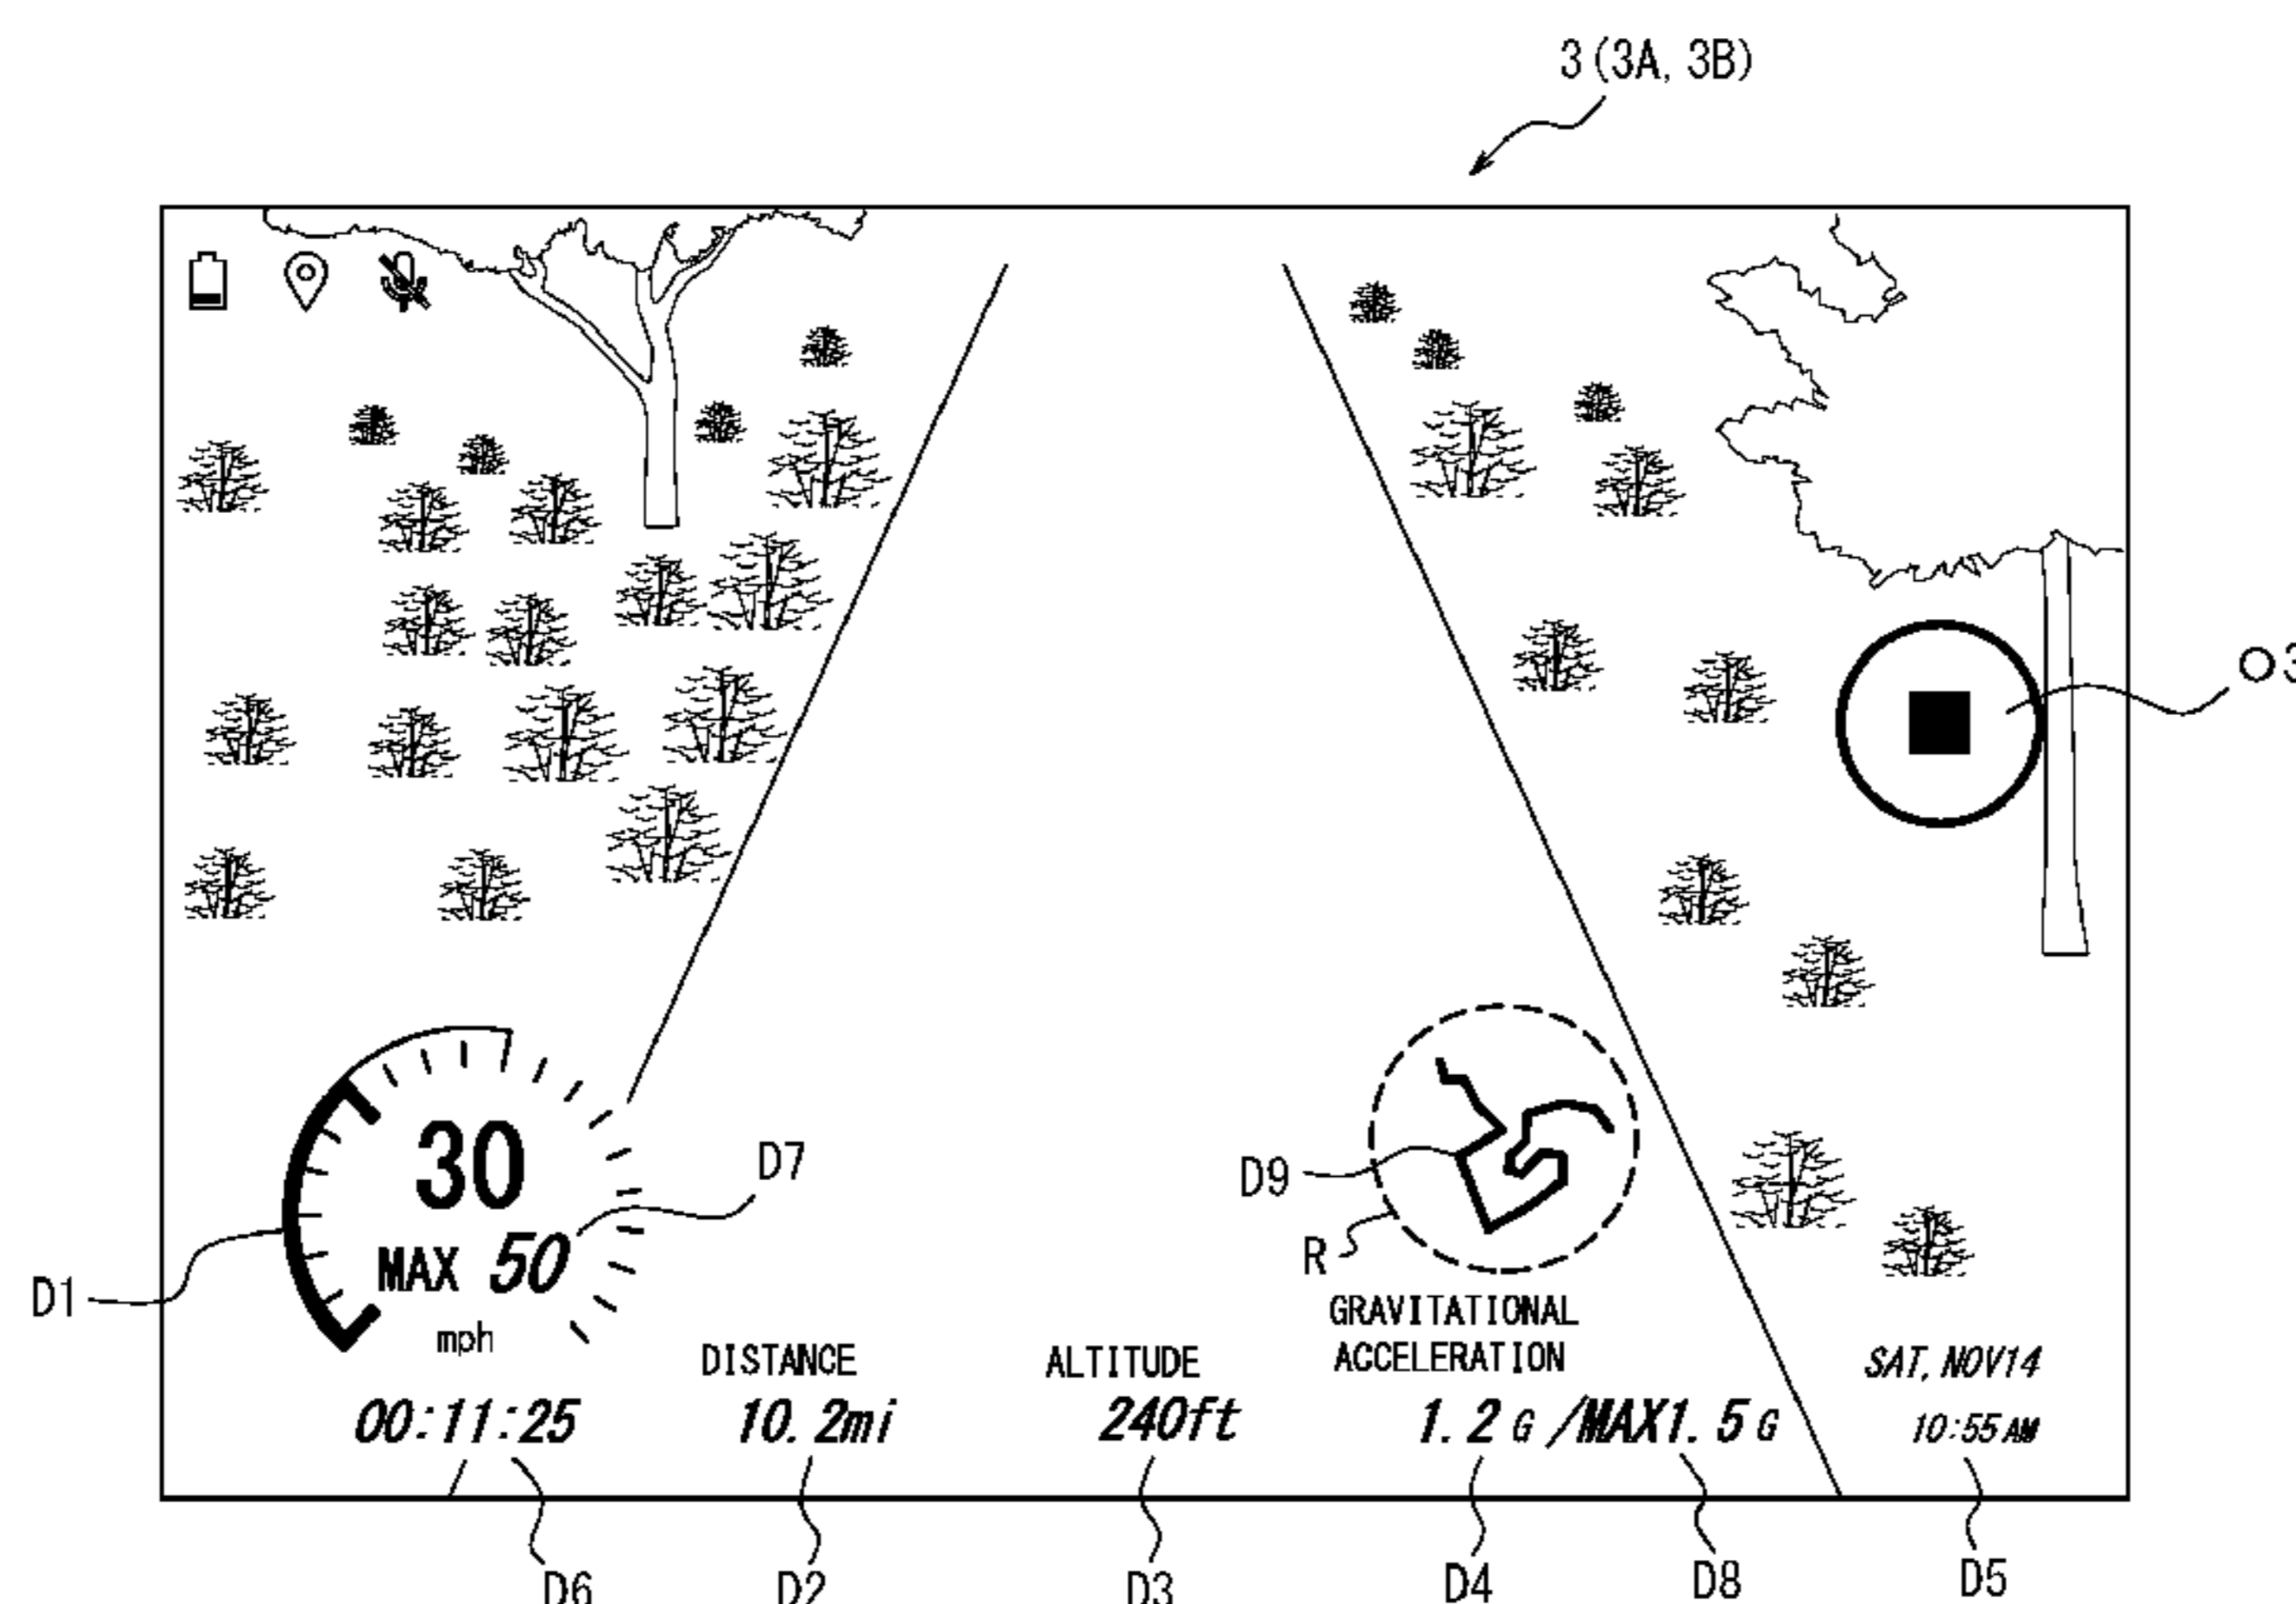 3(3A, 3B)
O3
30
D7
MAX 50
D9
R
D1
mph
GRAVITATIONAL
ACCELERATION
DISTANCE
ALTITUDE
SAT, NOV14
00:11:25
10.2mi
240ft
1.2 G /MAX1.5 G
10:55 AM
D6
D2
D3
D4
D8
D5